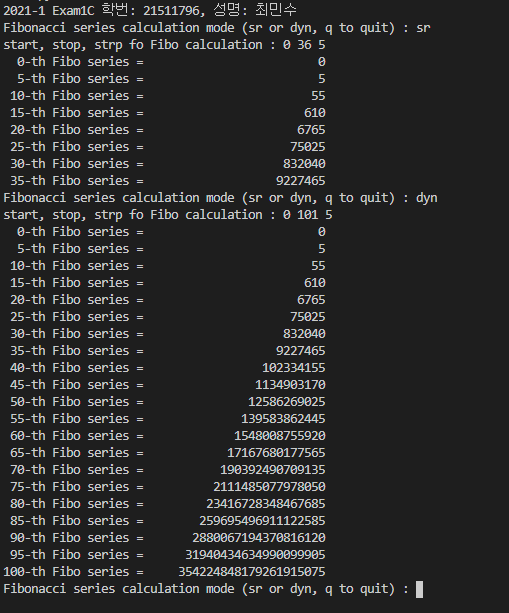 2021-1 Exam1C 학번: 21511796, 성명: 최민수
Fibonacci series calculation mode (sr or dyn, q to quit) : sr
start, stop, strp fo Fibo calculation : 0 36 5
0-th Fibo series = 0
5-th Fibo series = 5
10-th Fibo series = 55
15-th Fibo series = 610
20-th Fibo series = 6765
25-th Fibo series = 75025
30-th Fibo series = 832040
35-th Fibo series = 9227465
Fibonacci series calculation mode (sr or dyn, q to quit) : dyn
start, stop, strp fo Fibo calculation : 0 101 5
0-th Fibo series = 0
5-th Fibo series = 5
10-th Fibo series = 55
15-th Fibo series = 610
20-th Fibo series = 6765
25-th Fibo series = 75025
30-th Fibo series = 832040
35-th Fibo series = 9227465
40-th Fibo series = 102334155
45-th Fibo series = 1134903170
50-th Fibo series = 12586269025
55-th Fibo series = 139583862445
60-th Fibo series = 1548008755920
65-th Fibo series = 17167680177565
70-th Fibo series = 190392490709135
75-th Fibo series = 2111485077978050
80-th Fibo series = 23416728348467685
85-th Fibo series = 259695496911122585
90-th Fibo series = 2880067194370816120
95-th Fibo series = 31940434634990099905
100-th Fibo series = 354224848179261915075
Fibonacci series calculation mode (sr or dyn, q to quit) :